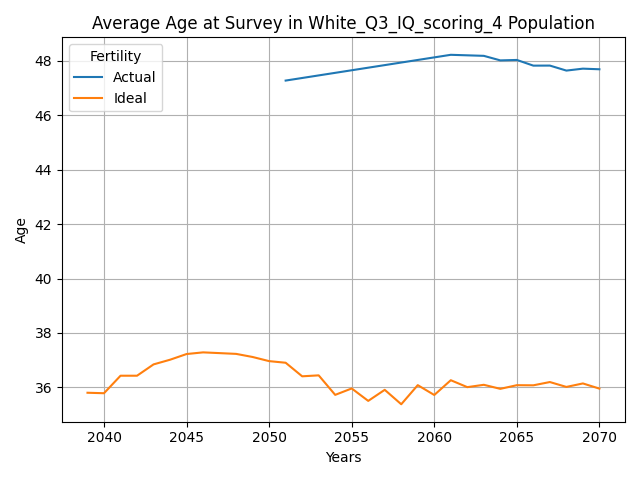 Average Age at Survey in White_Q3_IQ_scoring_4 Population
Fertility
Actual
Ideal
48
46
44
42
40
38
36
Age
2040 2045 2050 2055 2060 2065 2070
Years